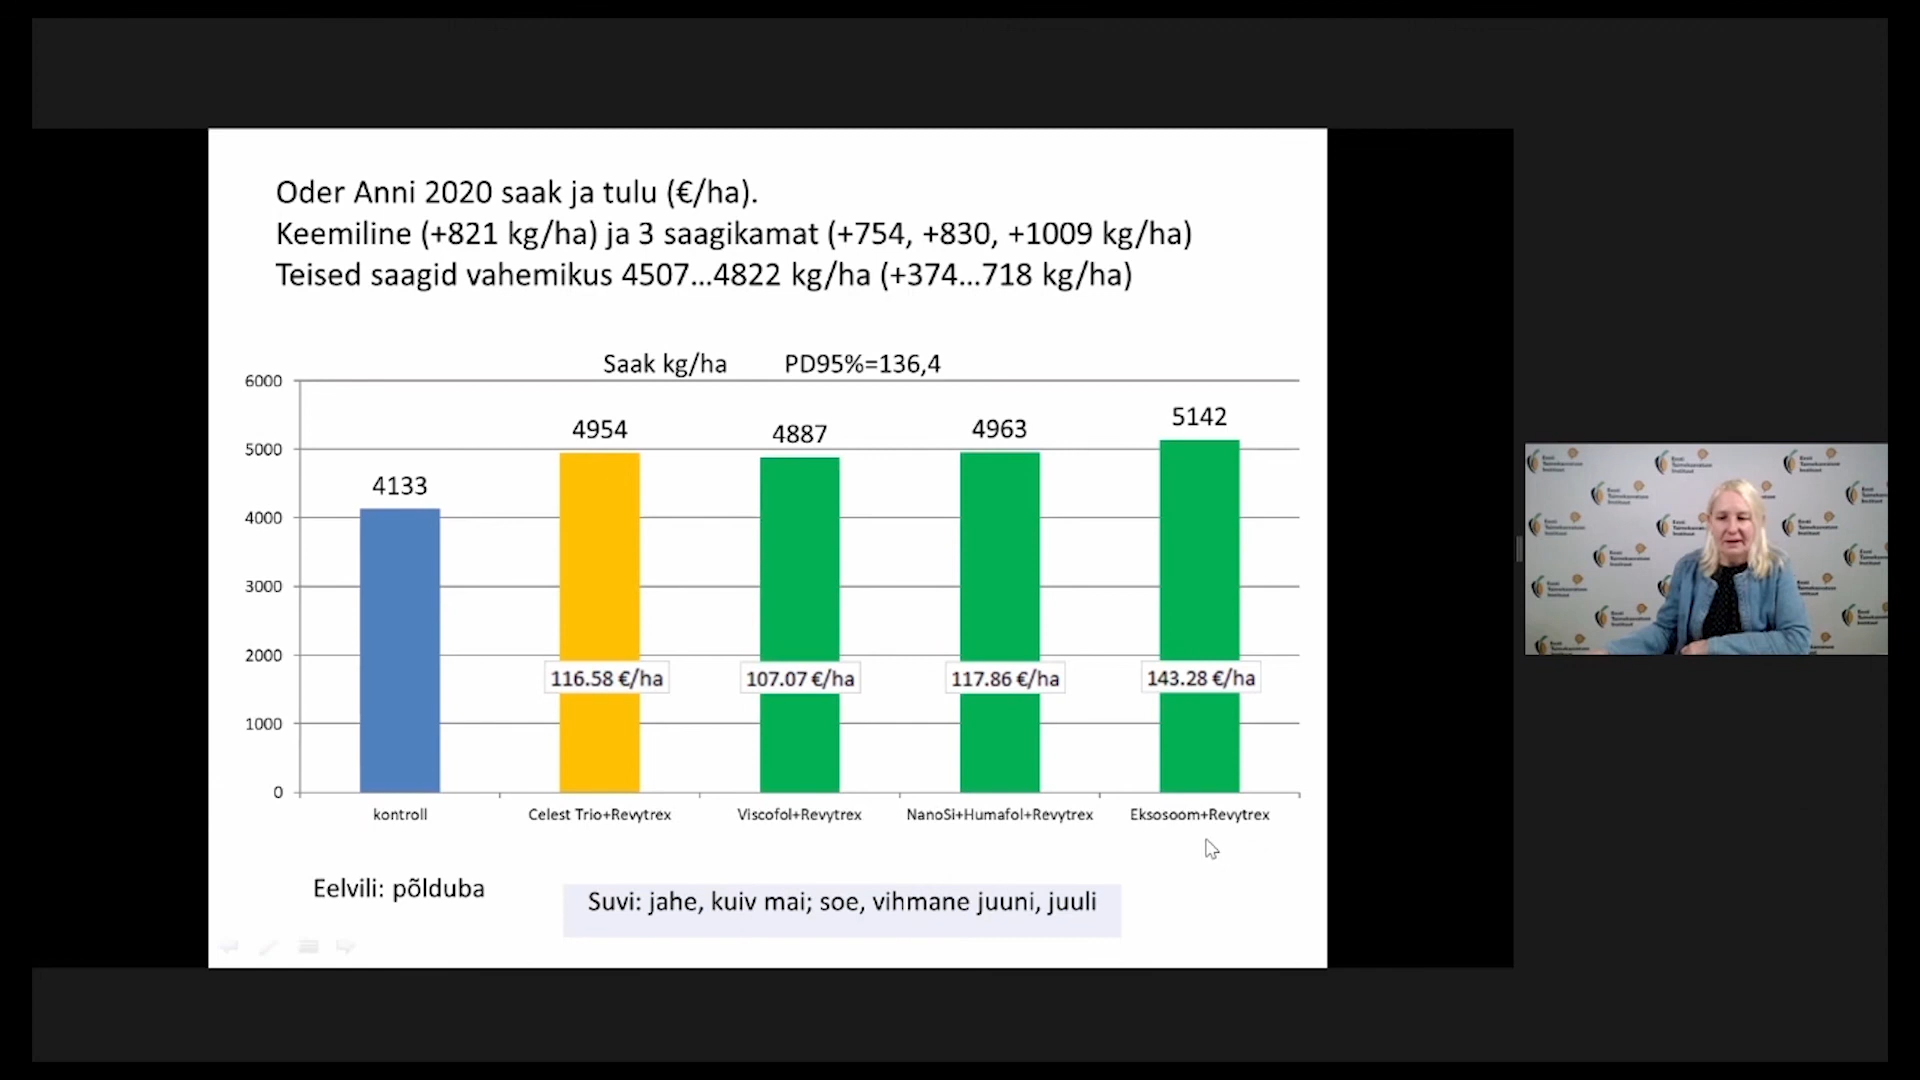 Oder Anni 2020 saak ja tulu (€/ha).
Keemiline (+821 kg/ha) ja 3 saagikamat (+754, +830, +1009 kg/ha)
Teised saagid vahemikus 4507...4822 kg/ha (+374...718 kg/ha)
Saak kg/ha PD95%=136,4
6000
5000
4000
3000
2000
1000
0
4133
4954
4887
4963
5142
116.58 €/ha
107.07 €/ha
117.86 €/ha
143.28 €/ha
kontroll
Celest Trio+Revytrex
Viscofol+Revytrex
NanoSi+Humafol+Revytrex
Eksosoom+Revytrex
Eelvili: põlduba
Suvi: jahe, kuiv mai; soe, vihmane juuni, juuli